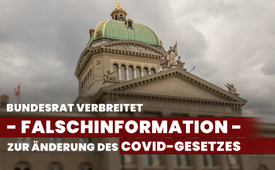 BUNDESRAT VERBREITET
- FALSCHINFORMATION -
ZUR ÄNDERUNG DES COVID-GESETZES